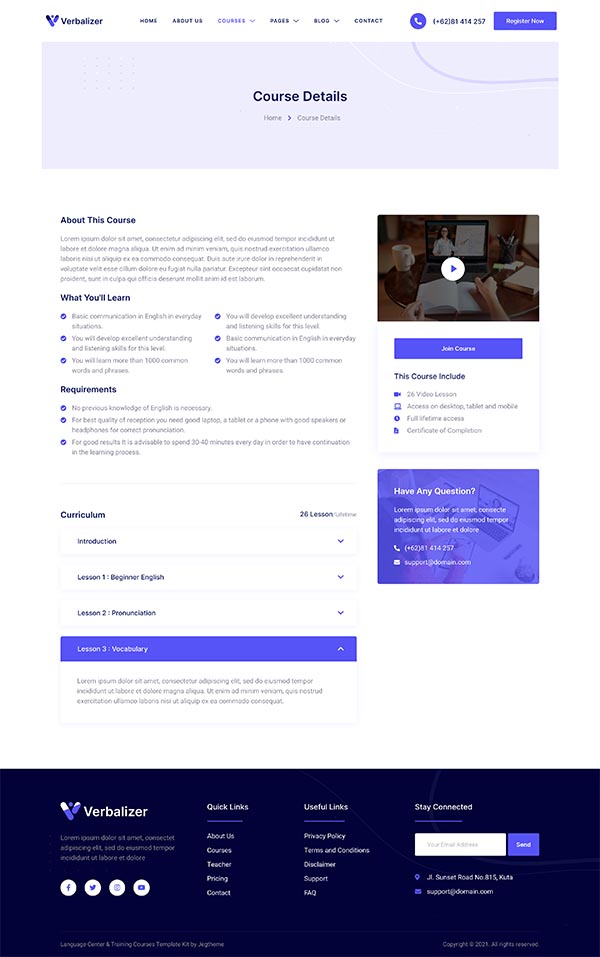 Verbalizer
HOME ABOUT US COURSES PAGES BLOG CONTACT
(+62)81 414 257
Register Now
Course Details
Home Course Details
About This Course
Lorem ipsum dolor sit amet, consectetur adipiscing elit, sed do eiusmod tempor incididunt ut
labore et dolore magna aliqua. Ut enim ad minim veniam, quis nostrud exercitation ullamco
laboris nisi ut aliquip ex ea commodo consequat. Duis aute irure dolor in reprehenderit in
voluptate velit esse cillum dolore eu fugiat nulla pariatur. Excepteur sint occaecat cupidatat non
proident, sunt in culpa qui officia deserunt mollit anim id est laborum.
What You'll Learn
Basic communication in English in everyday
situations.
You will develop excellent understanding
and listening skills for this level.
You will learn more than 1000 common
words and phrases.
You will develop excellent understanding
and listening skills for this level.
Basic communication in English in everyday
situations.
You will learn more than 1000 common
words and phrases.
Requirements
No previous knowledge of English is necessary.
For best quality of reception you need good laptop, a tablet or a phone with good speakers or
headphones for correct pronunciation.
For good results It is advisable to spend 30-40 minutes every day in order to have continuation
in the learning process.
Curriculum
26 Lesson/Lifetime
Introduction
Lesson 1 : Beginner English
Lesson 2 : Pronunciation
Lesson 3 : Vocabulary
Lorem ipsum dolor sit amet, consectetur adipiscing elit, sed do eiusmod tempor
incididunt ut labore et dolore magna aliqua. Ut enim ad minim veniam, quis nostrud
exercitation ullamco laboris nisi ut aliquip ex ea commodo consequat.
Join Course
This Course Include
26 Video Lesson
Access on desktop, tablet and mobile
Full lifetime access
Certificate of Completion
Have Any Question?
Lorem ipsum dolor sit amet, consecte
adipiscing elit, sed do eiusmod tempor
incididunt ut labore et dolore
(+62)81 414 257
support@domain.com
Verbalizer
Lorem ipsum dolor sit amet, consectet
adipiscing elit, sed do eiusmod tempor
incididunt ut labore et dolore
Quick Links
About Us
Courses
Teacher
Pricing
Contact
Useful Links
Privacy Policy
Terms and Conditions
Disclaimer
Support
FAQ
Stay Connected
Your Email Address
Send
Jl. Sunset Road No.815, Kuta
support@domain.com
Language Center & Training Courses Template Kit by Jegtheme
Copyright © 2021. All rights reserved.